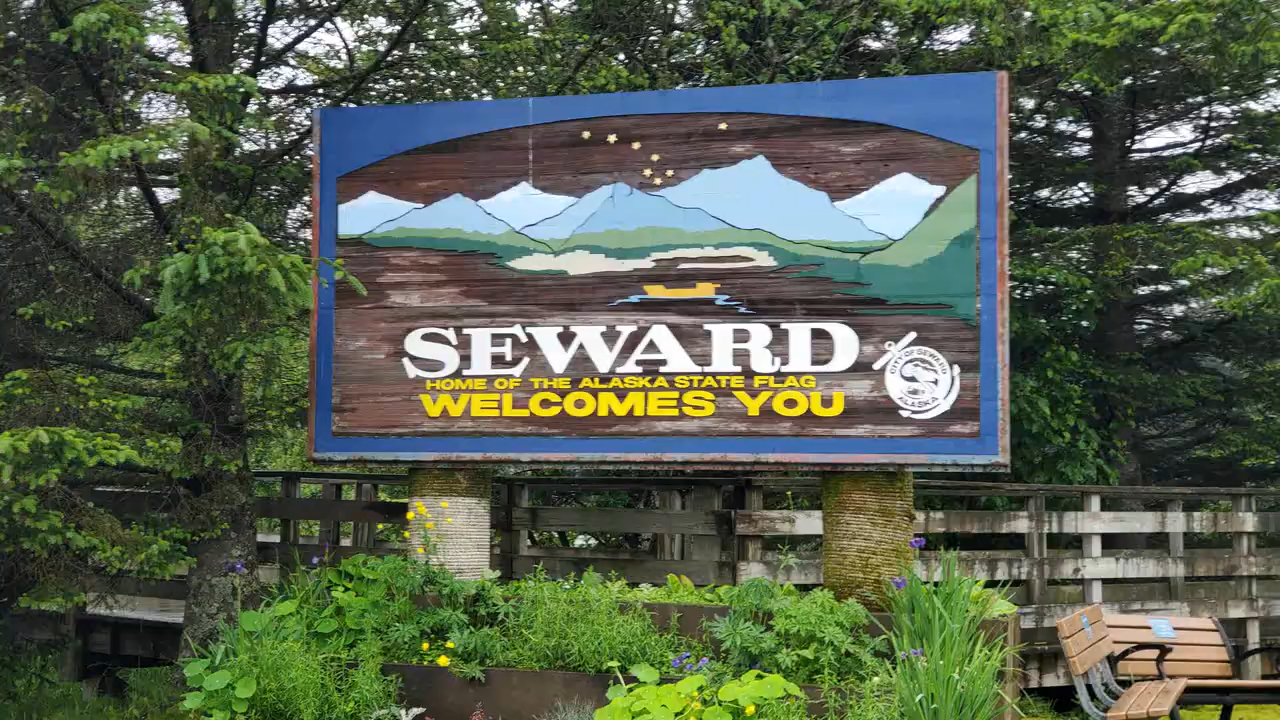 SEWARD
HOME OF THE ALASKA STATE FLAG
WELCOMES YOU
CITY OF SEWARD
ALASKA